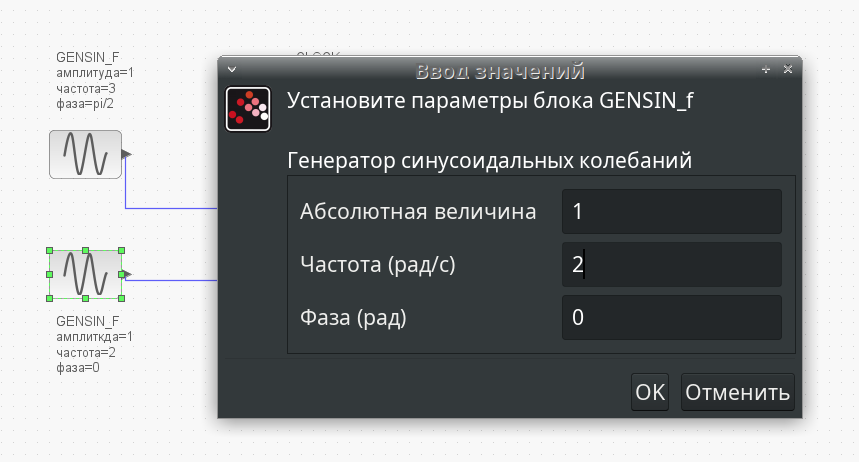 GENSIN_F
амплитуда=1
частота=3
фаза=pi/2
Ввод значений
Установите параметры блока GENSIN_f
Генератор синусоидальных колебаний
Абсолютная величина
1
Частота (рад/с)
2
Фаза (рад)
0
OK
Отменить
GENSIN_F
амплиткда=1
частота=2
фаза=0